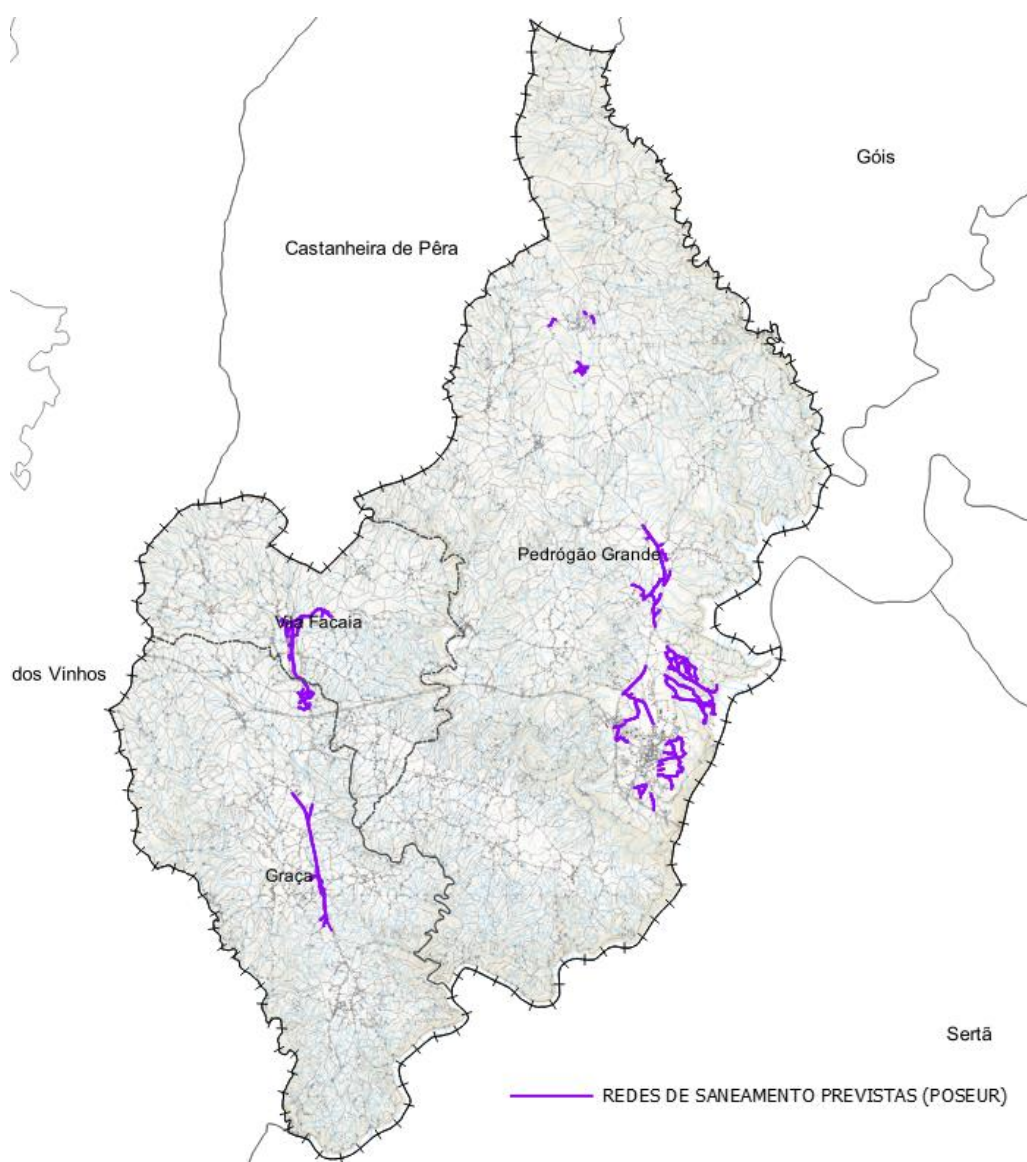 Góis
Castanheira de Pêra
Pedrógão Grande
Vila Facaia
dos Vinhos
Graça
Sertã
REDES DE SANEAMENTO PREVISTAS (POSEUR)